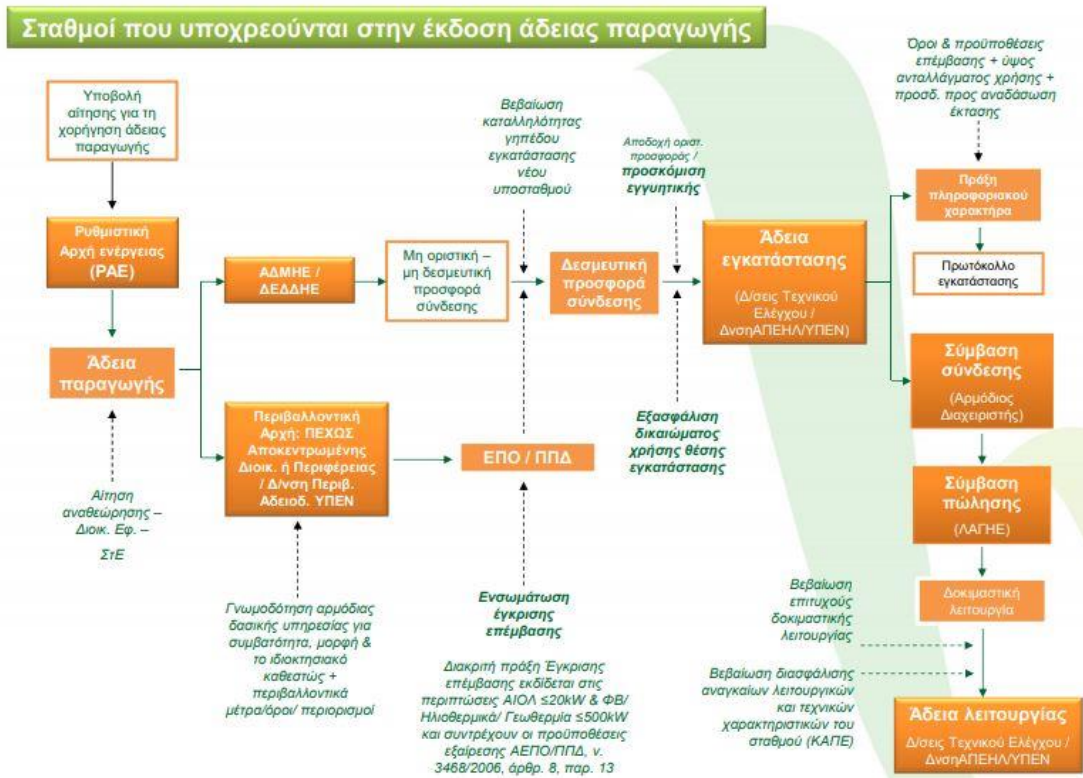 Σταθμοί που υποχρεούνται στην έκδοση άδειας παραγωγής
Υποβολή
αίτησης για τη
χορήγηση άδειας
παραγωγής
Ρυθμιστική
Αρχή ενέργειας
(ΡΑΕ)
Άδεια
παραγωγής
Αίτηση
αναθεώρησης –
Διοικ. Εφ. –
ΣτΕ
ΑΔΜΗΕ /
ΔΕΔΔΗΕ
Περιβαλλοντική
Αρχή: ΠΕΧΩΣ
Αποκεντρωμένης
Διοικ. ή Περιφέρειας
/ Δ/νση Περιβ.
Αδειοδ. ΥΠΕΝ
Γνωμοδότηση αρμόδιας
δασικής υπηρεσίας για
συμβατότητα, μορφή &
το ιδιοκτησιακό
καθεστώς +
περιβαλλοντικά
μέτρα/όροι/ περιορισμοί
Μη οριστική –
μη δεσμευτική
προσφορά
σύνδεσης
Βεβαίωση
καταλληλότητας
γηπέδου
εγκατάστασης
νέου
υποσταθμού
ΕΠΟ / ΠΠΔ
Ενσωμάτωση
έγκρισης
επέμβασης
Διακριτή πράξη Έγκρισης
επέμβασης εκδίδεται στις
περιπτώσεις ΑΙΟΛ ≤20kW & ΦΒ/
Ηλιοθερμικά/ Γεωθερμία ≤500kW
και συντρέχουν οι προϋποθέσεις
εξαίρεσης ΑΕΠΟ/ΠΠΔ, ν.
3468/2006, άρθρ. 8, παρ. 13
Δεσμευτική
προσφορά
σύνδεσης
Αποδοχή οριστ.
προσφοράς /
προσκόμιση
εγγυητικής
Εξασφάλιση
δικαιώματος
χρήσης θέσης
εγκατάστασης
Άδεια
εγκατάστασης
(Δ/σεις Τεχνικού
Ελέγχου /
ΔνσηΑΠΕΗΛ/ΥΠΕΝ)
Όροι & προϋποθέσεις
επέμβασης + ύψος
ανταλλάγματος χρήσης +
προσδ. προς αναδάσωση
έκτασης
Πράξη
πληροφοριακού
χαρακτήρα
Πρωτόκολλο
εγκατάστασης
Σύμβαση
σύνδεσης
(Αρμόδιος
Διαχειριστής)
Σύμβαση
πώλησης
(ΛΑΓΗΕ)
Δοκιμαστική
λειτουργία
Βεβαίωση
επιτυχούς
δοκιμαστικής
λειτουργίας
Βεβαίωση διασφάλισης
αναγκαίων λειτουργικών
και τεχνικών
χαρακτηριστικών του
σταθμού (ΚΑΠΕ)
Άδεια λειτουργίας
Δ/σεις Τεχνικού Ελέγχου /
ΔνσηΑΠΕΗΛ/ΥΠΕΝ